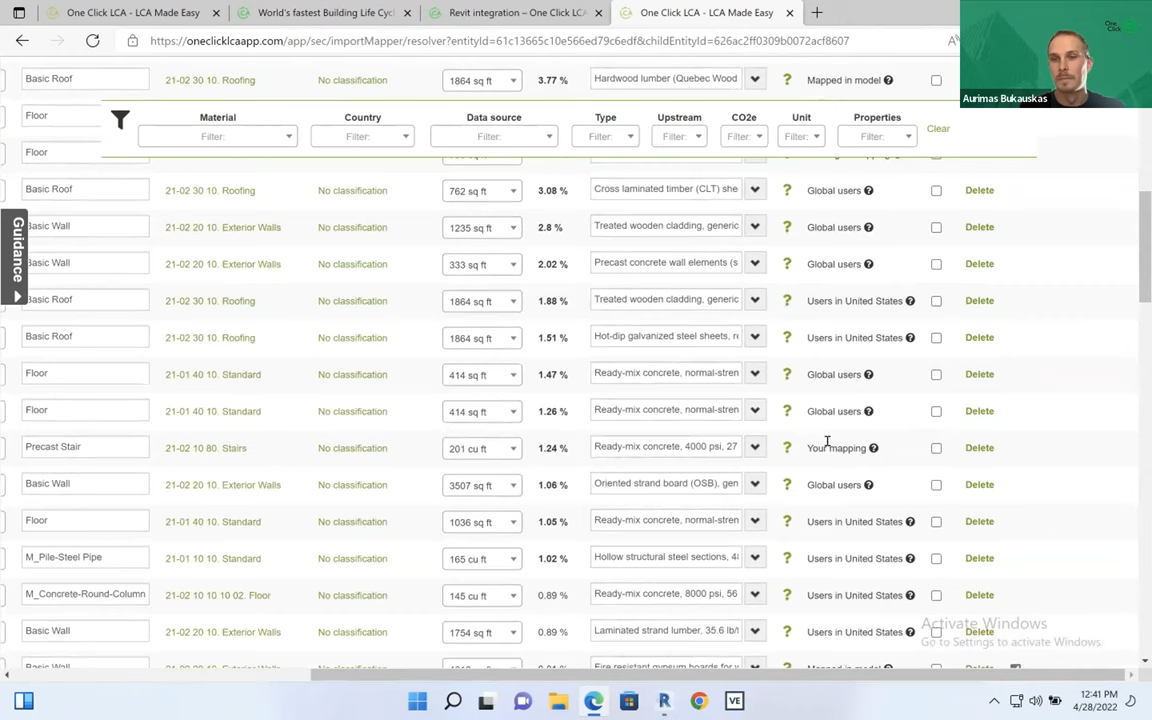 One Click LCA - LCA Made Easy
World's fastest Building Life Cycl
Revit integration – One Click LCA
One Click LCA - LCA Made Easy
https://oneclicklcaapp.com/app/sec/importMapper/resolver?entityId=61c13665c10e566ed79c6edf&childEntityId=626ac2ff0309b0072acf8607
One Click
Aurimas Bukauskas
Basic Roof 21-02 30 10. Roofing No classification 1864 sq ft 3.77 % Hardwood lumber (Quebec Wood ? Mapped in model ?
Floor
Material Country Data source Type Upstream CO2e Unit Properties Clear
Filter: Filter: Filter: Filter: Filter: Filter: Filter: Filter:
Floor
Basic Roof 21-02 30 10. Roofing No classification 762 sq ft 3.08 % Cross laminated timber (CLT) she ? Global users ? Delete
Basic Wall 21-02 20 10. Exterior Walls No classification 1235 sq ft 2.8 % Treated wooden cladding, generic ? Global users ? Delete
Basic Wall 21-02 20 10. Exterior Walls No classification 333 sq ft 2.02 % Precast concrete wall elements (s ? Global users ? Delete
Basic Roof 21-02 30 10. Roofing No classification 1864 sq ft 1.88 % Treated wooden cladding, generic ? Users in United States ? Delete
Basic Roof 21-02 30 10. Roofing No classification 1864 sq ft 1.51 % Hot-dip galvanized steel sheets, r ? Users in United States ? Delete
Floor 21-01 40 10. Standard No classification 414 sq ft 1.47 % Ready-mix concrete, normal-stren ? Global users ? Delete
Floor 21-01 40 10. Standard No classification 414 sq ft 1.26 % Ready-mix concrete, normal-stren ? Global users ? Delete
Precast Stair 21-02 10 80. Stairs No classification 201 cu ft 1.24 % Ready-mix concrete, 4000 psi, 27 ? Your mapping ? Delete
Basic Wall 21-02 20 10. Exterior Walls No classification 3507 sq ft 1.06 % Oriented strand board (OSB), gen ? Global users ? Delete
Floor 21-01 40 10. Standard No classification 1036 sq ft 1.05 % Ready-mix concrete, normal-stren ? Users in United States ? Delete
M_Pile-Steel Pipe 21-01 10 10. Standard No classification 165 cu ft 1.02 % Hollow structural steel sections, 4 ? Users in United States ? Delete
M_Concrete-Round-Column 21-02 10 10 10 02. Floor No classification 145 cu ft 0.89 % Ready-mix concrete, 8000 psi, 56 ? Users in United States ? Delete
Basic Wall 21-02 20 10. Exterior Walls No classification 1754 sq ft 0.89 % Laminated strand lumber, 35.6 lb/ ? Users in United States ? Delete
Guidance
Activate Windows
Go to Settings to activate Windows.
VE
12:41 PM
4/28/2022